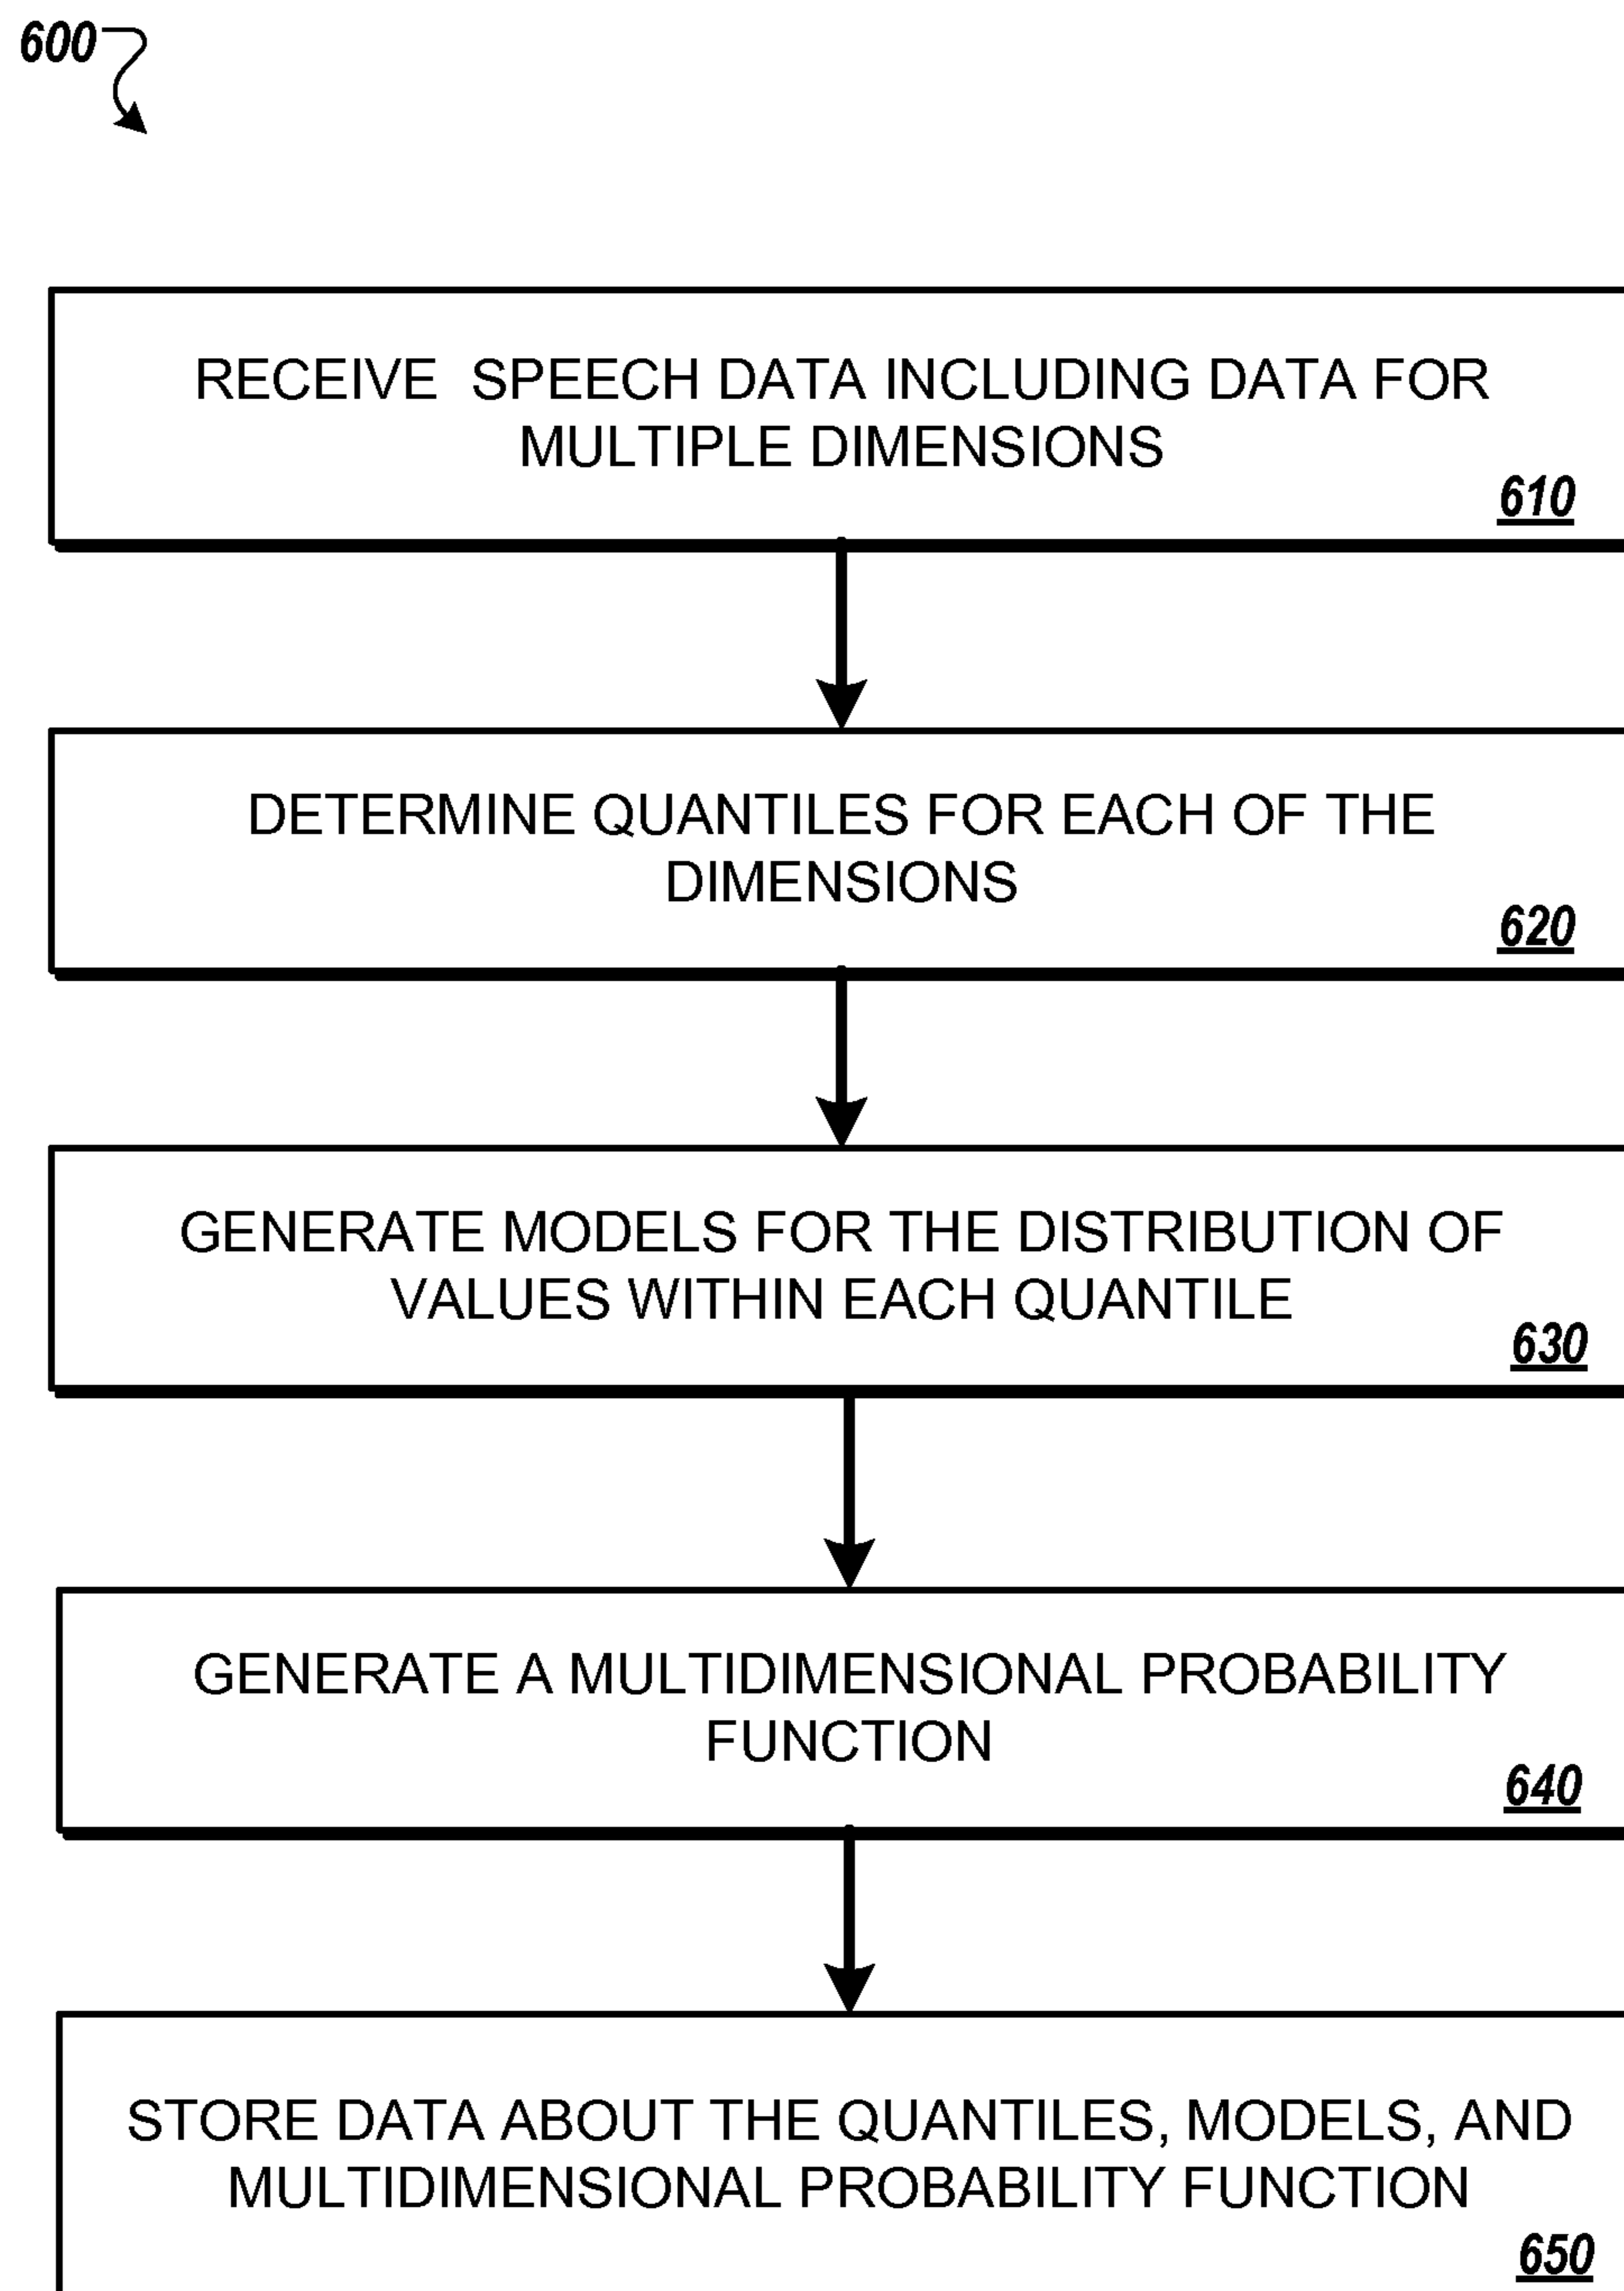 600
RECEIVE SPEECH DATA INCLUDING DATA FOR
MULTIPLE DIMENSIONS
610
DETERMINE QUANTILES FOR EACH OF THE
DIMENSIONS
620
GENERATE MODELS FOR THE DISTRIBUTION OF
VALUES WITHIN EACH QUANTILE
630
GENERATE A MULTIDIMENSIONAL PROBABILITY
FUNCTION
640
STORE DATA ABOUT THE QUANTILES, MODELS, AND
MULTIDIMENSIONAL PROBABILITY FUNCTION
650